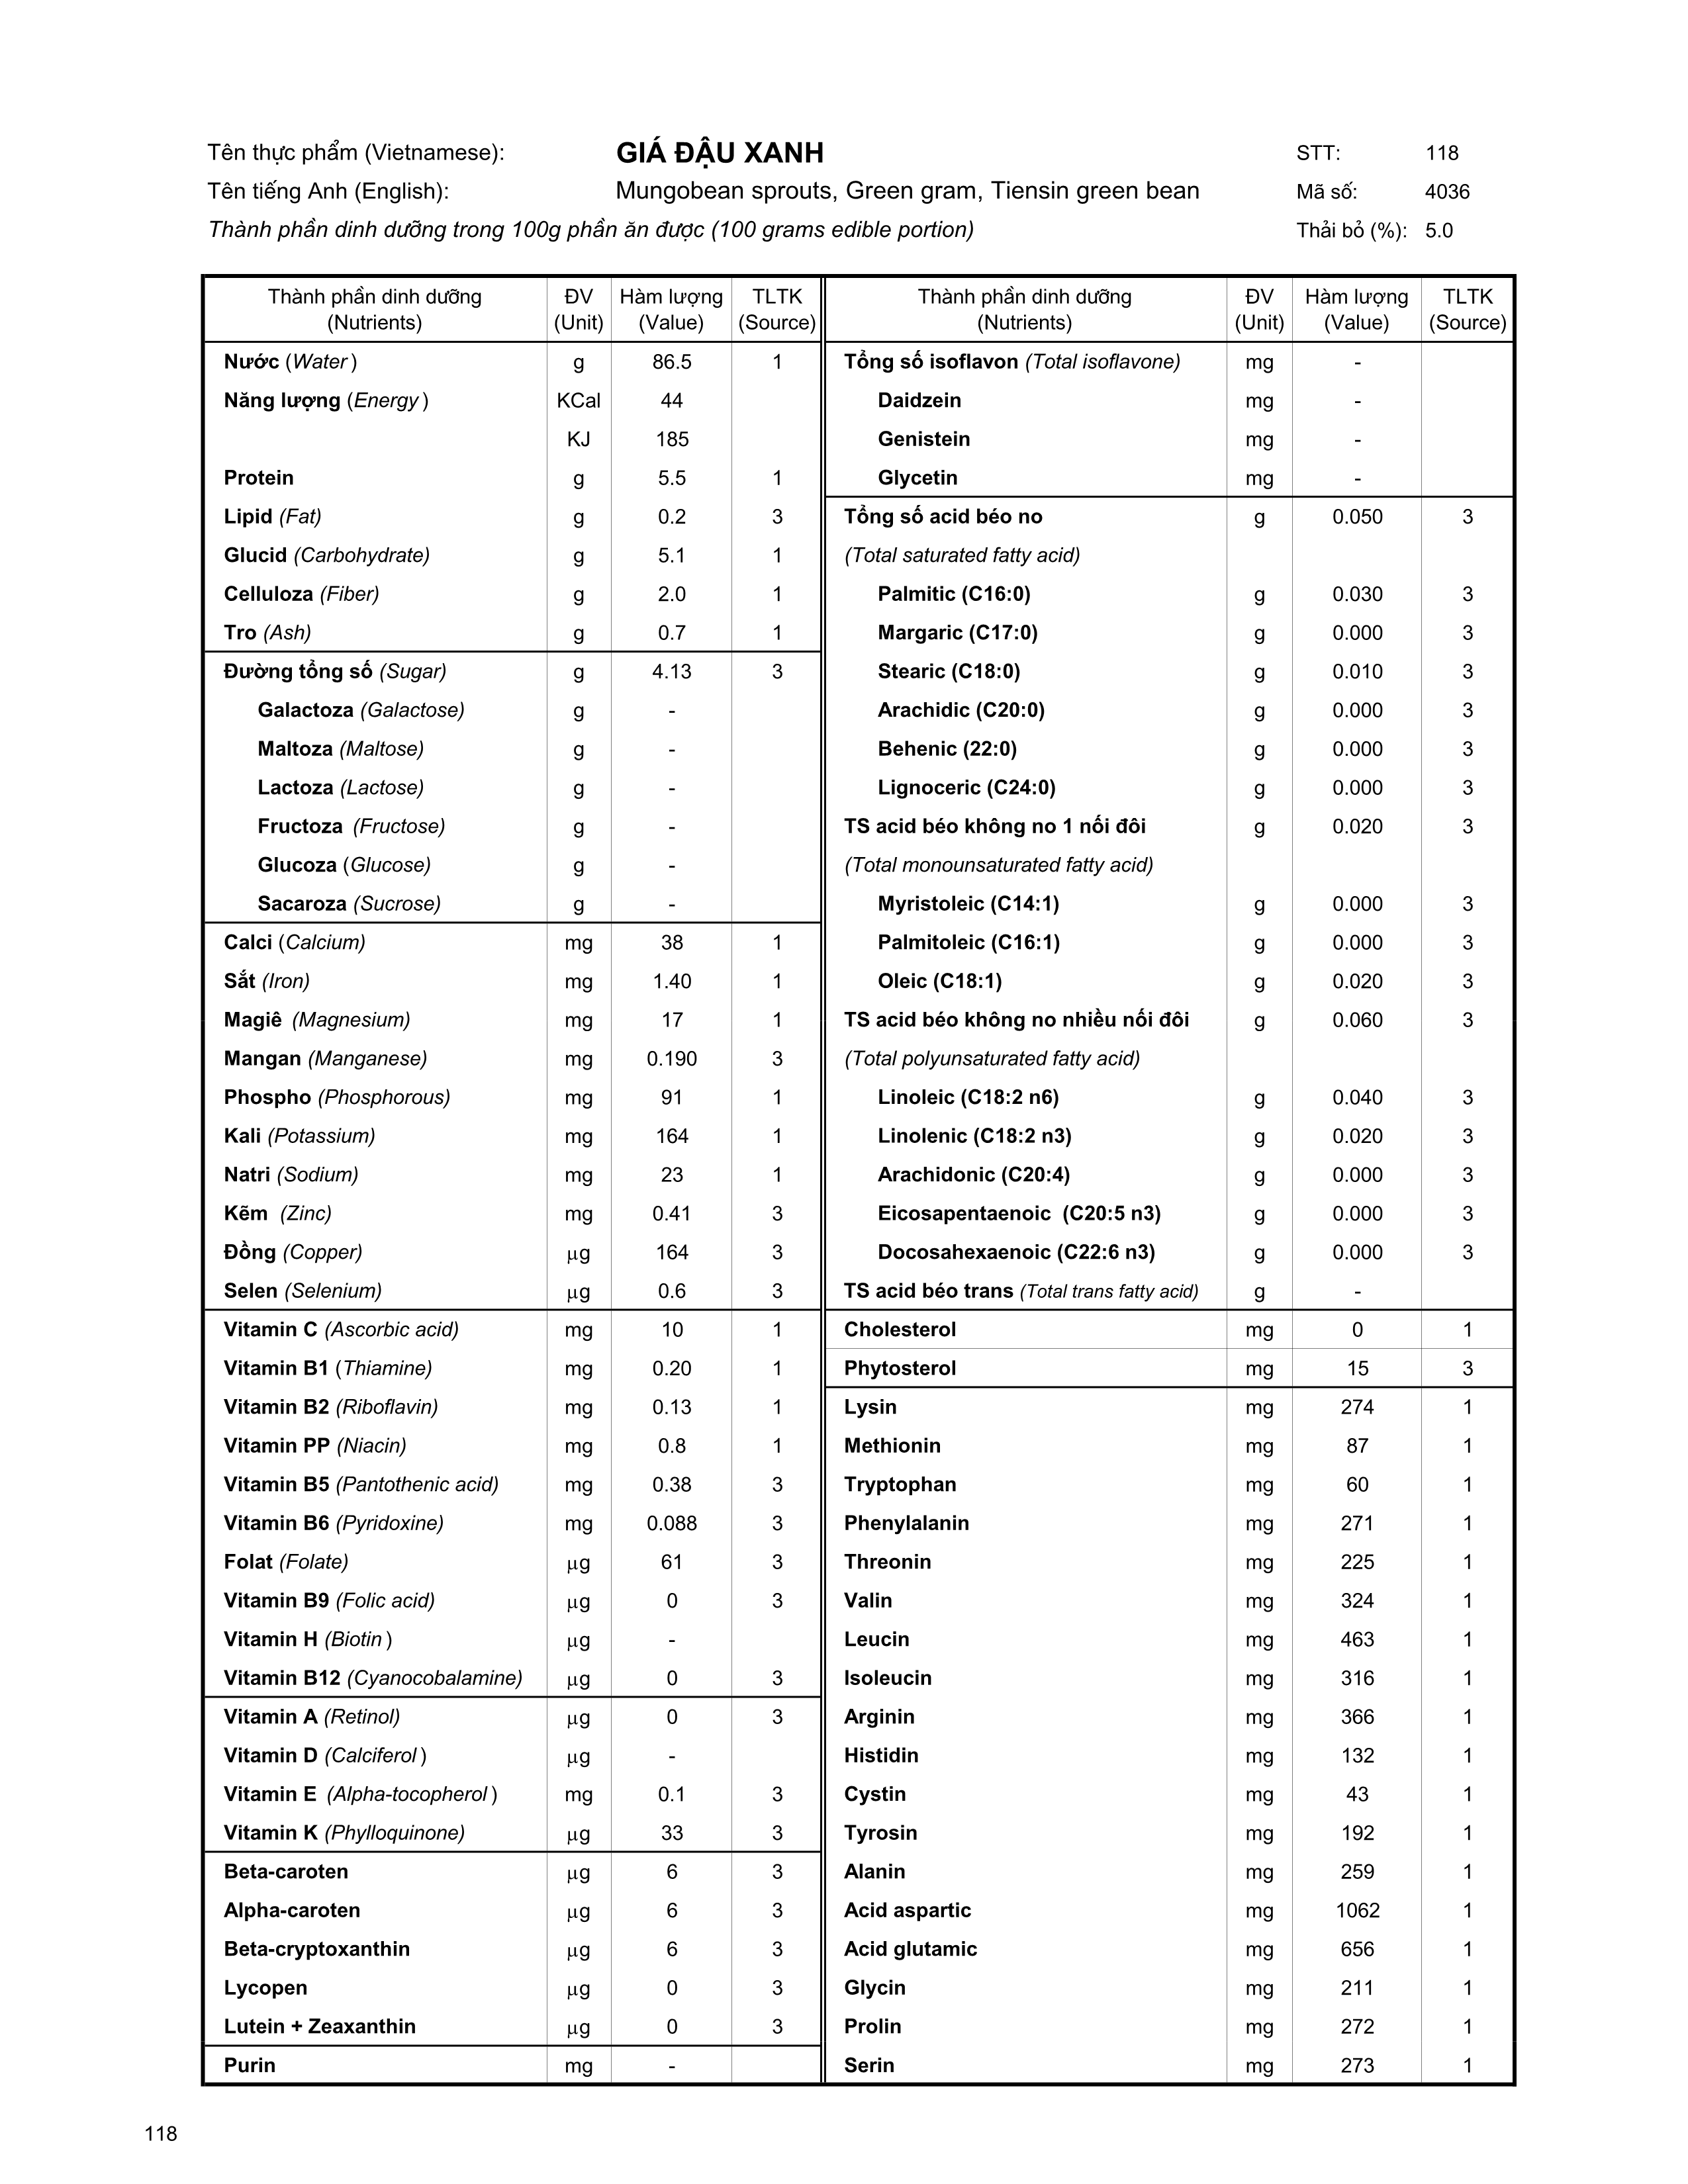 Tên thực phẩm (Vietnamese): GIÁ ĐẬU XANH STT: 118
Tên tiếng Anh (English): Mungobean sprouts, Green gram, Tiensin green bean Mã số: 4036
Thành phần dinh dưỡng trong 100g phần ăn được (100 grams edible portion) Thải bỏ (%): 5.0
Thành phần dinh dưỡng ĐV Hàm lượng TLTK
(Nutrients) (Unit) (Value) (Source)
Nước (Water) g 86.5 1
Năng lượng (Energy) KCal 44
KJ 185
Protein g 5.5 1
Lipid (Fat) g 0.2 3
Glucid (Carbohydrate) g 5.1 1
Celluloza (Fiber) g 2.0 1
Tro (Ash) g 0.7 1
Đường tổng số (Sugar) g 4.13 3
Galactoza (Galactose) g -
Maltoza (Maltose) g -
Lactoza (Lactose) g -
Fructoza (Fructose) g -
Glucoza (Glucose) g -
Sacaroza (Sucrose) g -
Calci (Calcium) mg 38 1
Sắt (Iron) mg 1.40 1
Magiê (Magnesium) mg 17 1
Mangan (Manganese) mg 0.190 3
Phospho (Phosphorous) mg 91 1
Kali (Potassium) mg 164 1
Natri (Sodium) mg 23 1
Kẽm (Zinc) mg 0.41 3
Đồng (Copper) µg 164 3
Selen (Selenium) µg 0.6 3
Vitamin C (Ascorbic acid) mg 10 1
Vitamin B1 (Thiamine) mg 0.20 1
Vitamin B2 (Riboflavin) mg 0.13 1
Vitamin PP (Niacin) mg 0.8 1
Vitamin B5 (Pantothenic acid) mg 0.38 3
Vitamin B6 (Pyridoxine) mg 0.088 3
Folat (Folate) µg 61 3
Vitamin B9 (Folic acid) µg 0 3
Vitamin H (Biotin) µg -
Vitamin B12 (Cyanocobalamine) µg 0 3
Vitamin A (Retinol) µg 0 3
Vitamin D (Calciferol) µg -
Vitamin E (Alpha-tocopherol) mg 0.1 3
Vitamin K (Phylloquinone) µg 33 3
Beta-caroten µg 6 3
Alpha-caroten µg 6 3
Beta-cryptoxanthin µg 6 3
Lycopen µg 0 3
Lutein + Zeaxanthin µg 0 3
Purin mg -
Thành phần dinh dưỡng ĐV Hàm lượng TLTK
(Nutrients) (Unit) (Value) (Source)
Tổng số isoflavon (Total isoflavone) mg -
Daidzein mg -
Genistein mg -
Glycetin mg -
Tổng số acid béo no g 0.050 3
(Total saturated fatty acid)
Palmitic (C16:0) g 0.030 3
Margaric (C17:0) g 0.000 3
Stearic (C18:0) g 0.010 3
Arachidic (C20:0) g 0.000 3
Behenic (22:0) g 0.000 3
Lignoceric (C24:0) g 0.000 3
TS acid béo không no 1 nối đôi g 0.020 3
(Total monounsaturated fatty acid)
Myristoleic (C14:1) g 0.000 3
Palmitoleic (C16:1) g 0.000 3
Oleic (C18:1) g 0.020 3
TS acid béo không no nhiều nối đôi g 0.060 3
(Total polyunsaturated fatty acid)
Linoleic (C18:2 n6) g 0.040 3
Linolenic (C18:2 n3) g 0.020 3
Arachidonic (C20:4) g 0.000 3
Eicosapentaenoic (C20:5 n3) g 0.000 3
Docosahexaenoic (C22:6 n3) g 0.000 3
TS acid béo trans (Total trans fatty acid) g -
Cholesterol mg 0 1
Phytosterol mg 15 3
Lysin mg 274 1
Methionin mg 87 1
Tryptophan mg 60 1
Phenylalanin mg 271 1
Threonin mg 225 1
Valin mg 324 1
Leucin mg 463 1
Isoleucin mg 316 1
Arginin mg 366 1
Histidin mg 132 1
Cystin mg 43 1
Tyrosin mg 192 1
Alanin mg 259 1
Acid aspartic mg 1062 1
Acid glutamic mg 656 1
Glycin mg 211 1
Prolin mg 272 1
Serin mg 273 1
118